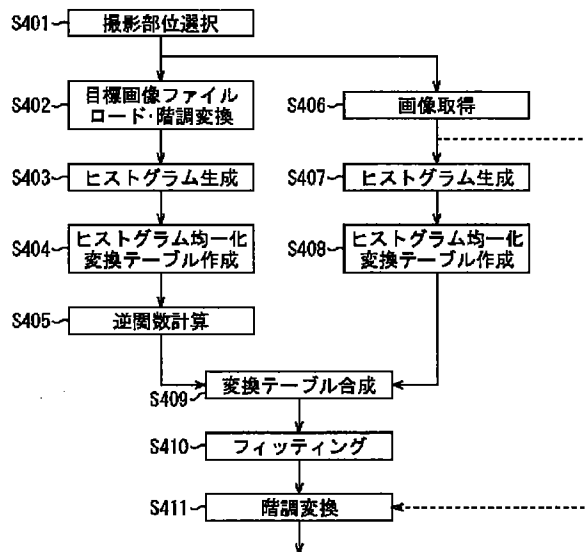 S401 撮影部位選択
S402 目標画像ファイル
ロード・階調変換
S406 画像取得
S403 ヒストグラム生成
S407 ヒストグラム生成
S404 ヒストグラム均一化
変換テーブル作成
S408 ヒストグラム均一化
変換テーブル作成
S405 逆関数計算
S409 変換テーブル合成
S410 フィッティング
S411 階調変換